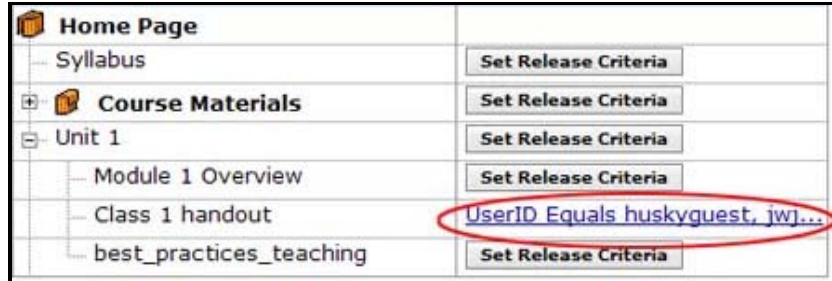 Home Page
Syllabus Set Release Criteria
Course Materials Set Release Criteria
Unit 1 Set Release Criteria
Module 1 Overview Set Release Criteria
Class 1 handout UserID Equals huskyguest, jwj...
best_practices_teaching Set Release Criteria